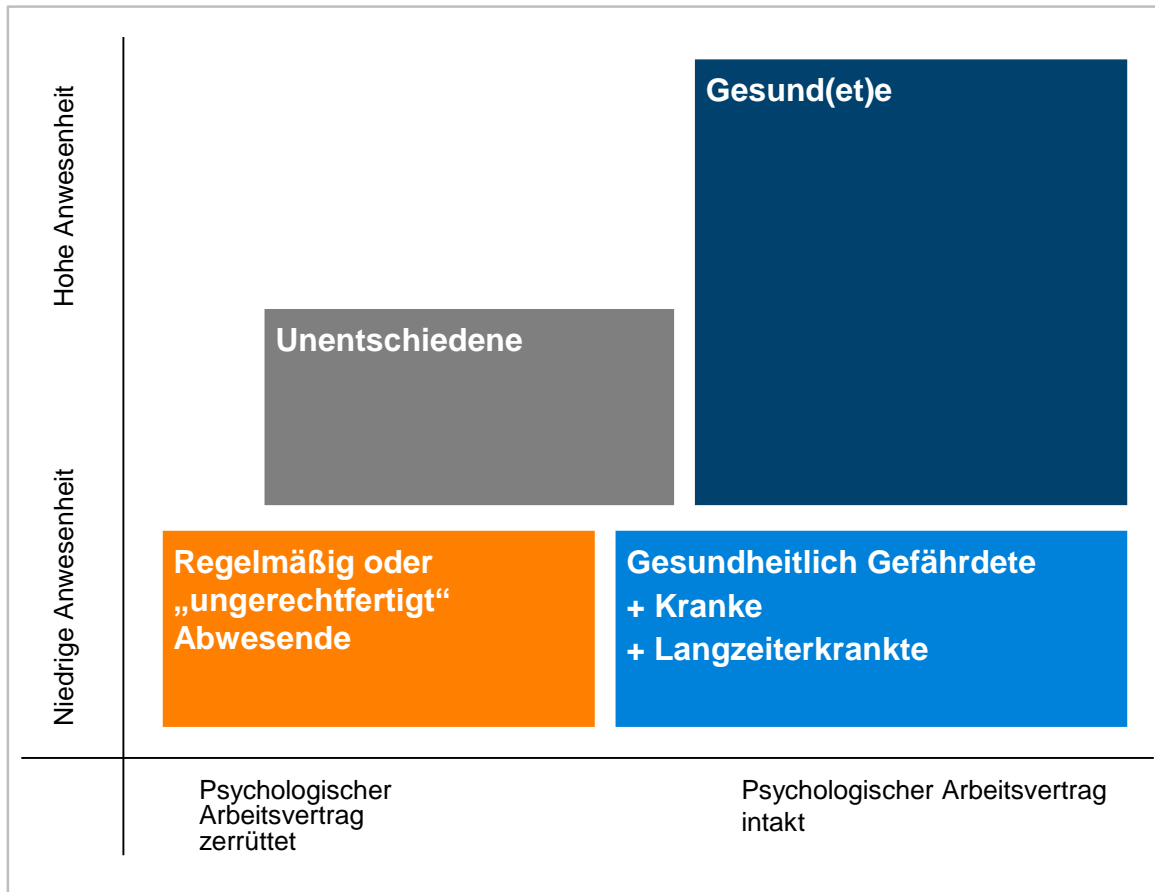 Hohe Anwesenheit
Gesund(et)e
Unentschiedene
Niedrige Anwesenheit
Regelmäßig oder
„ungerechtfertigt“
Abwesende
Gesundheitlich Gefährdete
+ Kranke
+ Langzeiterkrankte
Psychologischer
Arbeitsvertrag
zerrüttet
Psychologischer Arbeitsvertrag
intakt